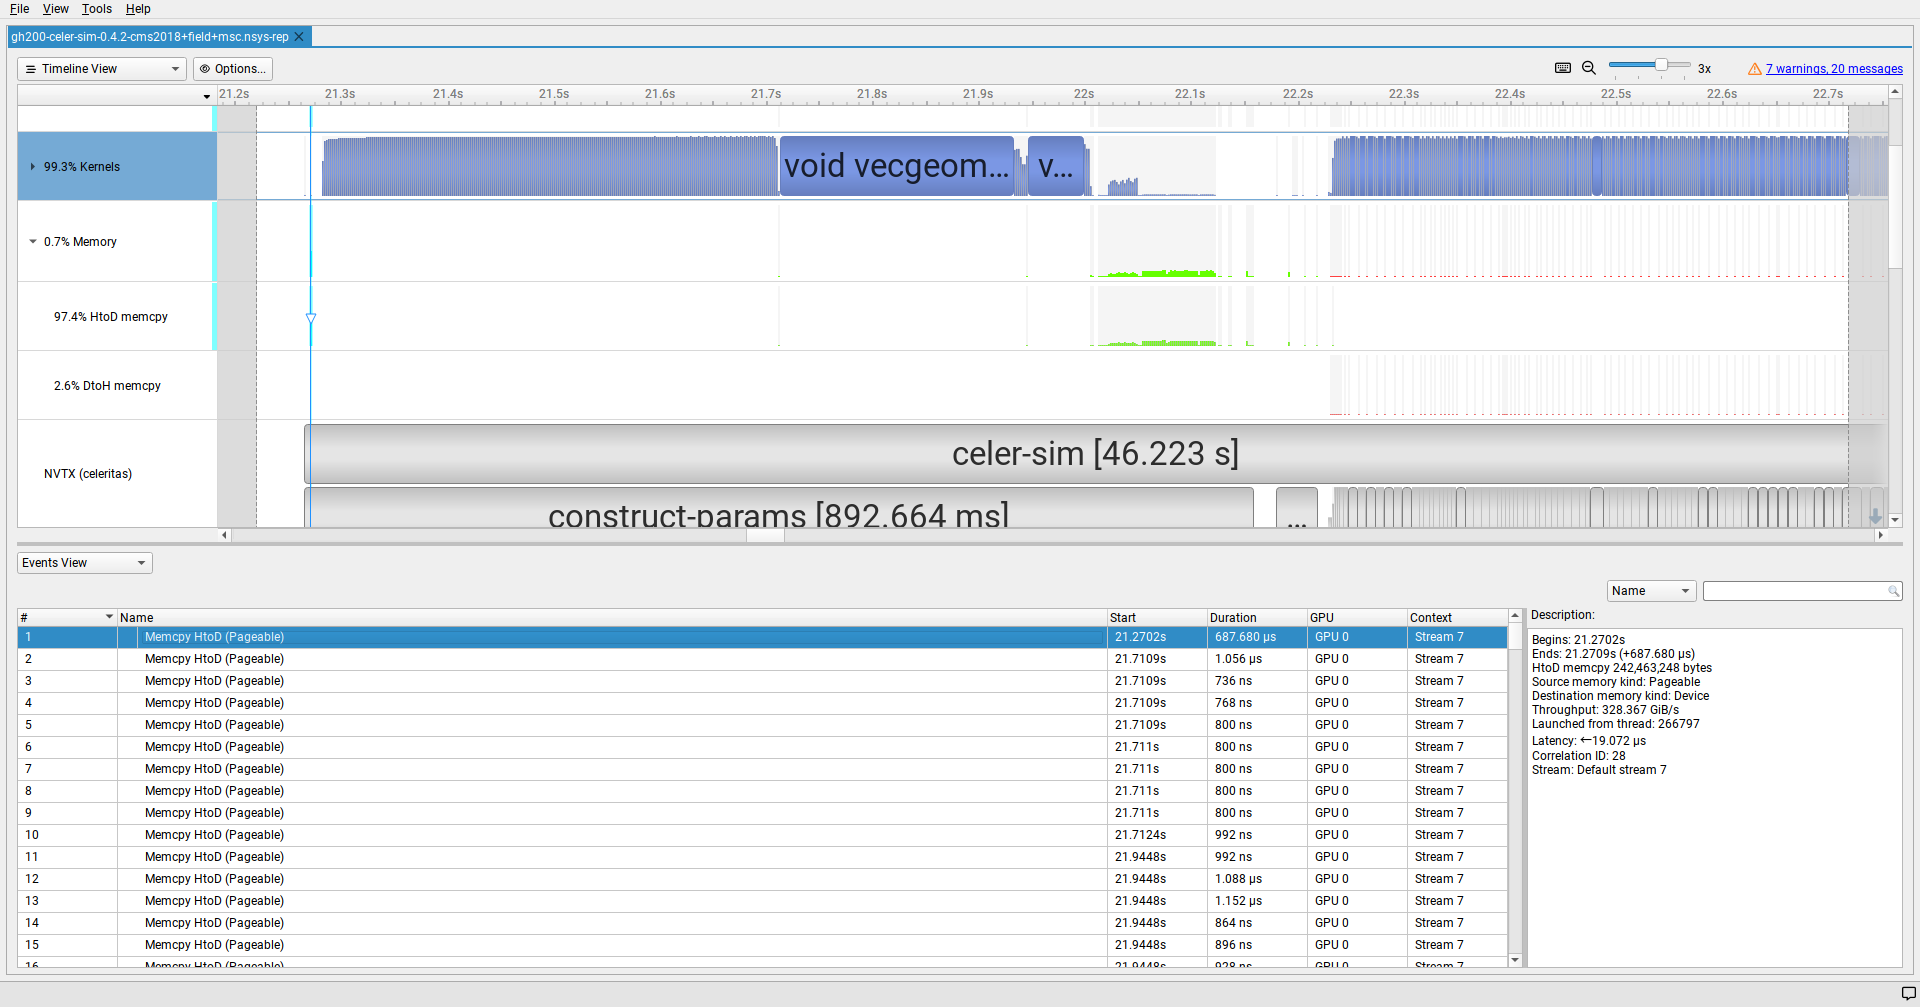 File View Tools Help
gh200-celer-sim-0.4.2-cms2018+field+msc.nsys-rep
Timeline View Options... 3x 7 warnings, 20 messages
21.2s 21.3s 21.4s 21.5s 21.6s 21.7s 21.8s 21.9s 22s 22.1s 22.2s 22.3s 22.4s 22.5s 22.6s 22.7s
99.3% Kernels void vecgeom... v...
0.7% Memory
97.4% HtoD memcpy
2.6% DtoH memcpy
celer-sim [46.223 s]
NVTX (celeritas)
construct-params [892.664 ms] ...
Events View
Name
# Name Start Duration GPU Context
1 Memcpy HtoD (Pageable) 21.2702s 687.680 μs GPU 0 Stream 7
2 Memcpy HtoD (Pageable) 21.7109s 1.056 μs GPU 0 Stream 7
3 Memcpy HtoD (Pageable) 21.7109s 736 ns GPU 0 Stream 7
4 Memcpy HtoD (Pageable) 21.7109s 768 ns GPU 0 Stream 7
5 Memcpy HtoD (Pageable) 21.7109s 800 ns GPU 0 Stream 7
6 Memcpy HtoD (Pageable) 21.711s 800 ns GPU 0 Stream 7
7 Memcpy HtoD (Pageable) 21.711s 800 ns GPU 0 Stream 7
8 Memcpy HtoD (Pageable) 21.711s 800 ns GPU 0 Stream 7
9 Memcpy HtoD (Pageable) 21.711s 800 ns GPU 0 Stream 7
10 Memcpy HtoD (Pageable) 21.7124s 992 ns GPU 0 Stream 7
11 Memcpy HtoD (Pageable) 21.9448s 992 ns GPU 0 Stream 7
12 Memcpy HtoD (Pageable) 21.9448s 1.088 μs GPU 0 Stream 7
13 Memcpy HtoD (Pageable) 21.9448s 1.152 μs GPU 0 Stream 7
14 Memcpy HtoD (Pageable) 21.9448s 864 ns GPU 0 Stream 7
15 Memcpy HtoD (Pageable) 21.9448s 896 ns GPU 0 Stream 7
16 Memcpy HtoD (Pageable) 21.9448s 928 ns GPU 0 Stream 7
Description:
Begins: 21.2702s
Ends: 21.2709s (+687.680 μs)
HtoD memcpy 242,463,248 bytes
Source memory kind: Pageable
Destination memory kind: Device
Throughput: 328.367 GiB/s
Launched from thread: 266797
Latency: ←19.072 μs
Correlation ID: 28
Stream: Default stream 7